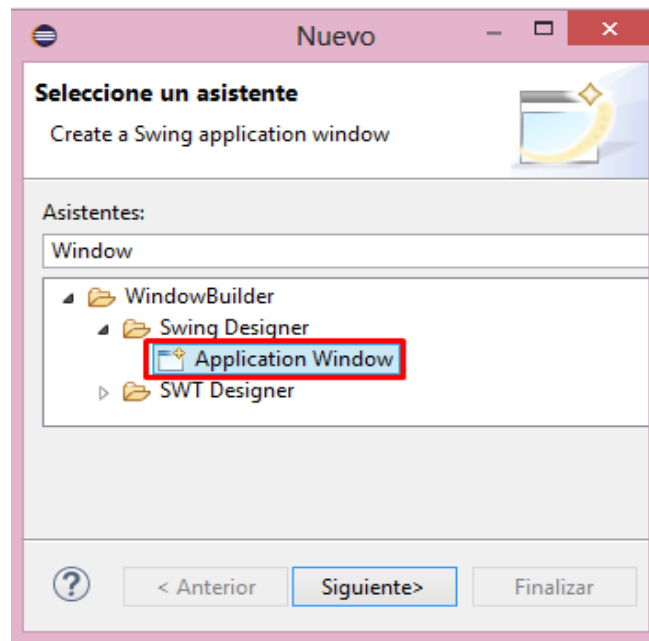 Nuevo
Seleccione un asistente
Create a Swing application window
Asistentes:
Window
WindowBuilder
Swing Designer
Application Window
SWT Designer
< Anterior Siguiente> Finalizar